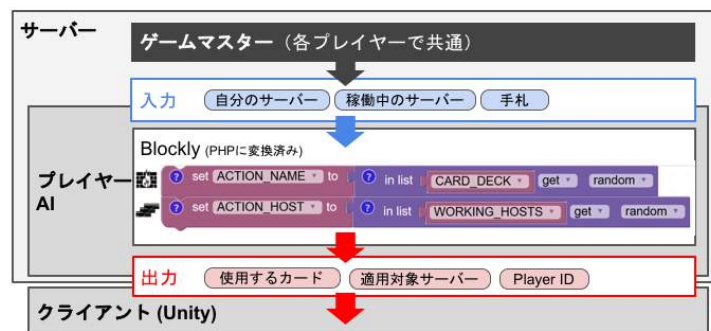 サーバー
ゲームマスター（各プレイヤーで共通）
入力 自分のサーバー 稼働中のサーバー 手札
Blockly (PHPに変換済み)
プレイヤー
AI
? set ACTION_NAME to ? in list CARD_DECK get random
? set ACTION_HOST to ? in list WORKING_HOSTS get random
出力 使用するカード 適用対象サーバー Player ID
クライアント (Unity)